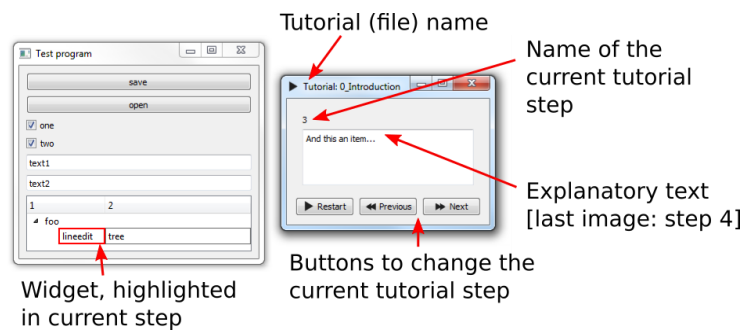 Tutorial (file) name
Test program
save
open
one
two
text1
text2
1 2
foo
lineedit tree
Widget, highlighted
in current step
Tutorial: 0_Introduction
3
And this an item...
Restart Previous Next
Name of the
current tutorial
step
Explanatory text
[last image: step 4]
Buttons to change the
current tutorial step